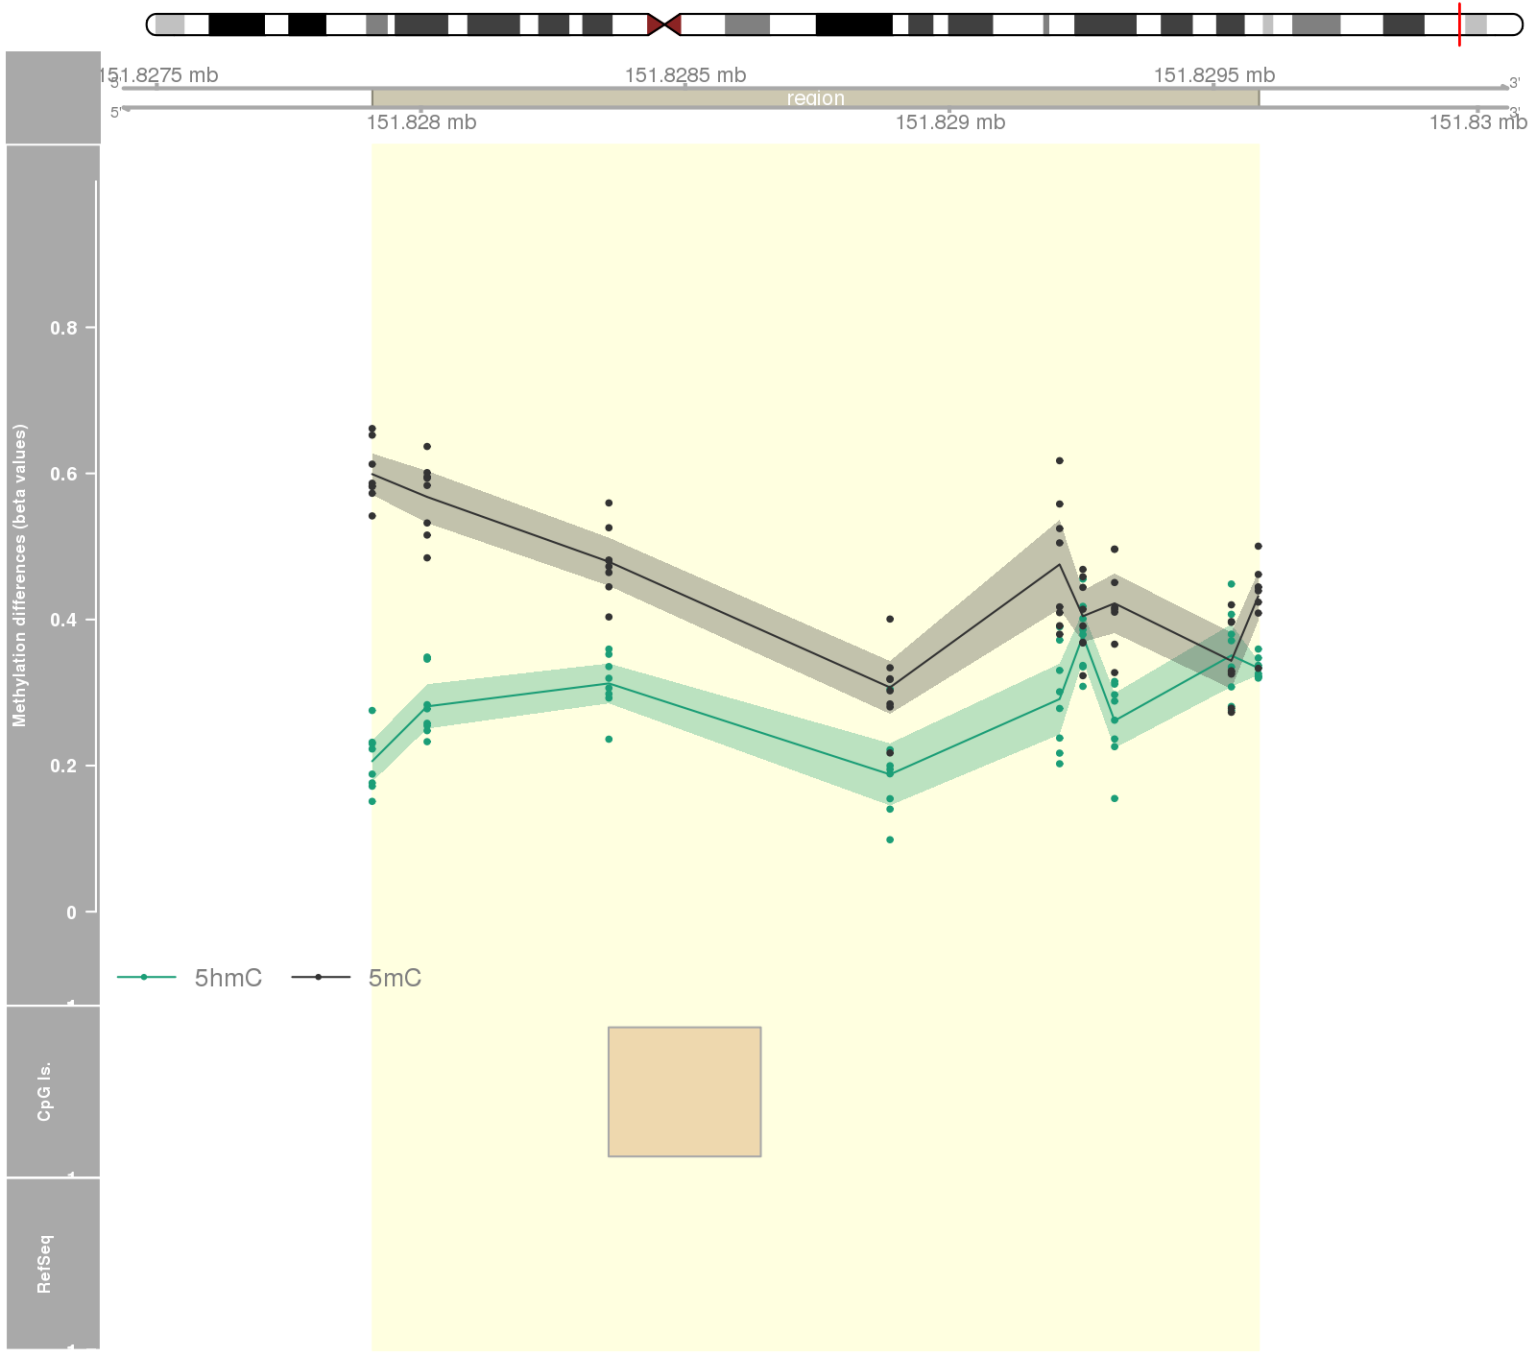 151.8275 mb 151.8285 mb 151.8295 mb
3' 3'
region
5' 3'
151.828 mb 151.829 mb 151.83 mb
Methylation differences (beta values)
0.8
0.6
0.4
0.2
0
5hmC 5mC
CpG Is.
RefSeq